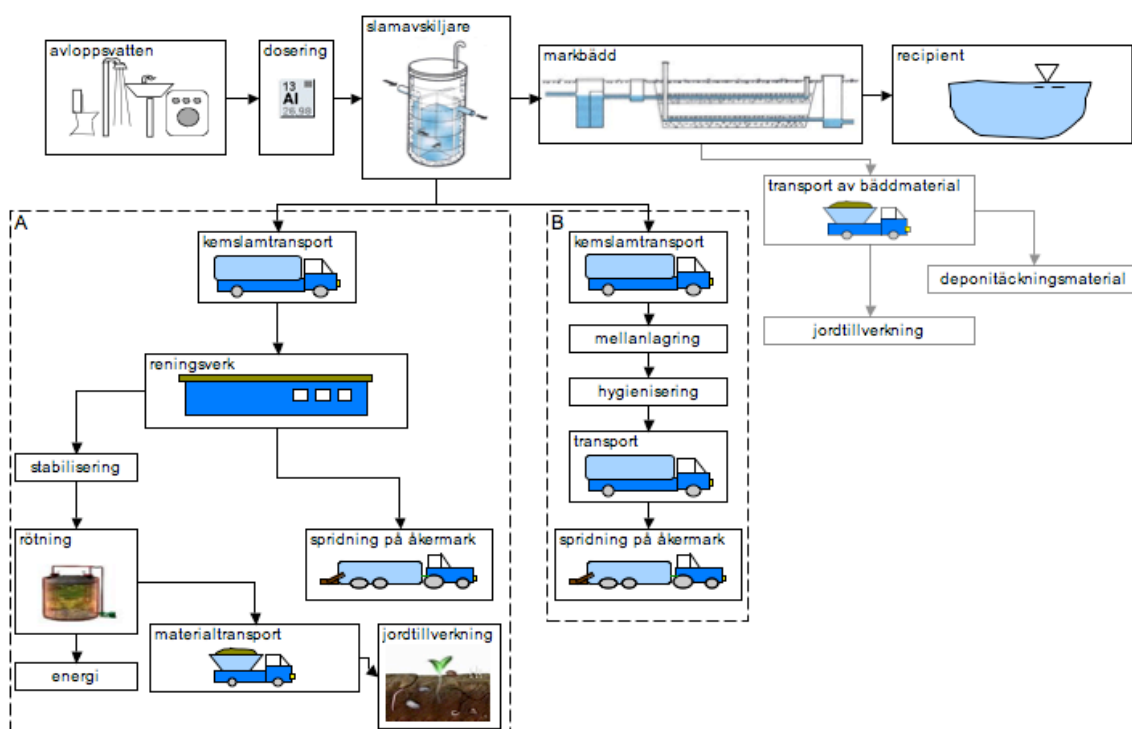 avloppsvatten
dosering
13
Al
26,98
slamavskiljare
markbädd
recipient
transport av bäddmaterial
deponitäckningsmaterial
jordtillverkning
A
kemslamtransport
reningsverk
stabilisering
rötning
energi
spridning på åkermark
materialtransport
jordtillverkning
B
kemslamtransport
mellanlagring
hygienisering
transport
spridning på åkermark